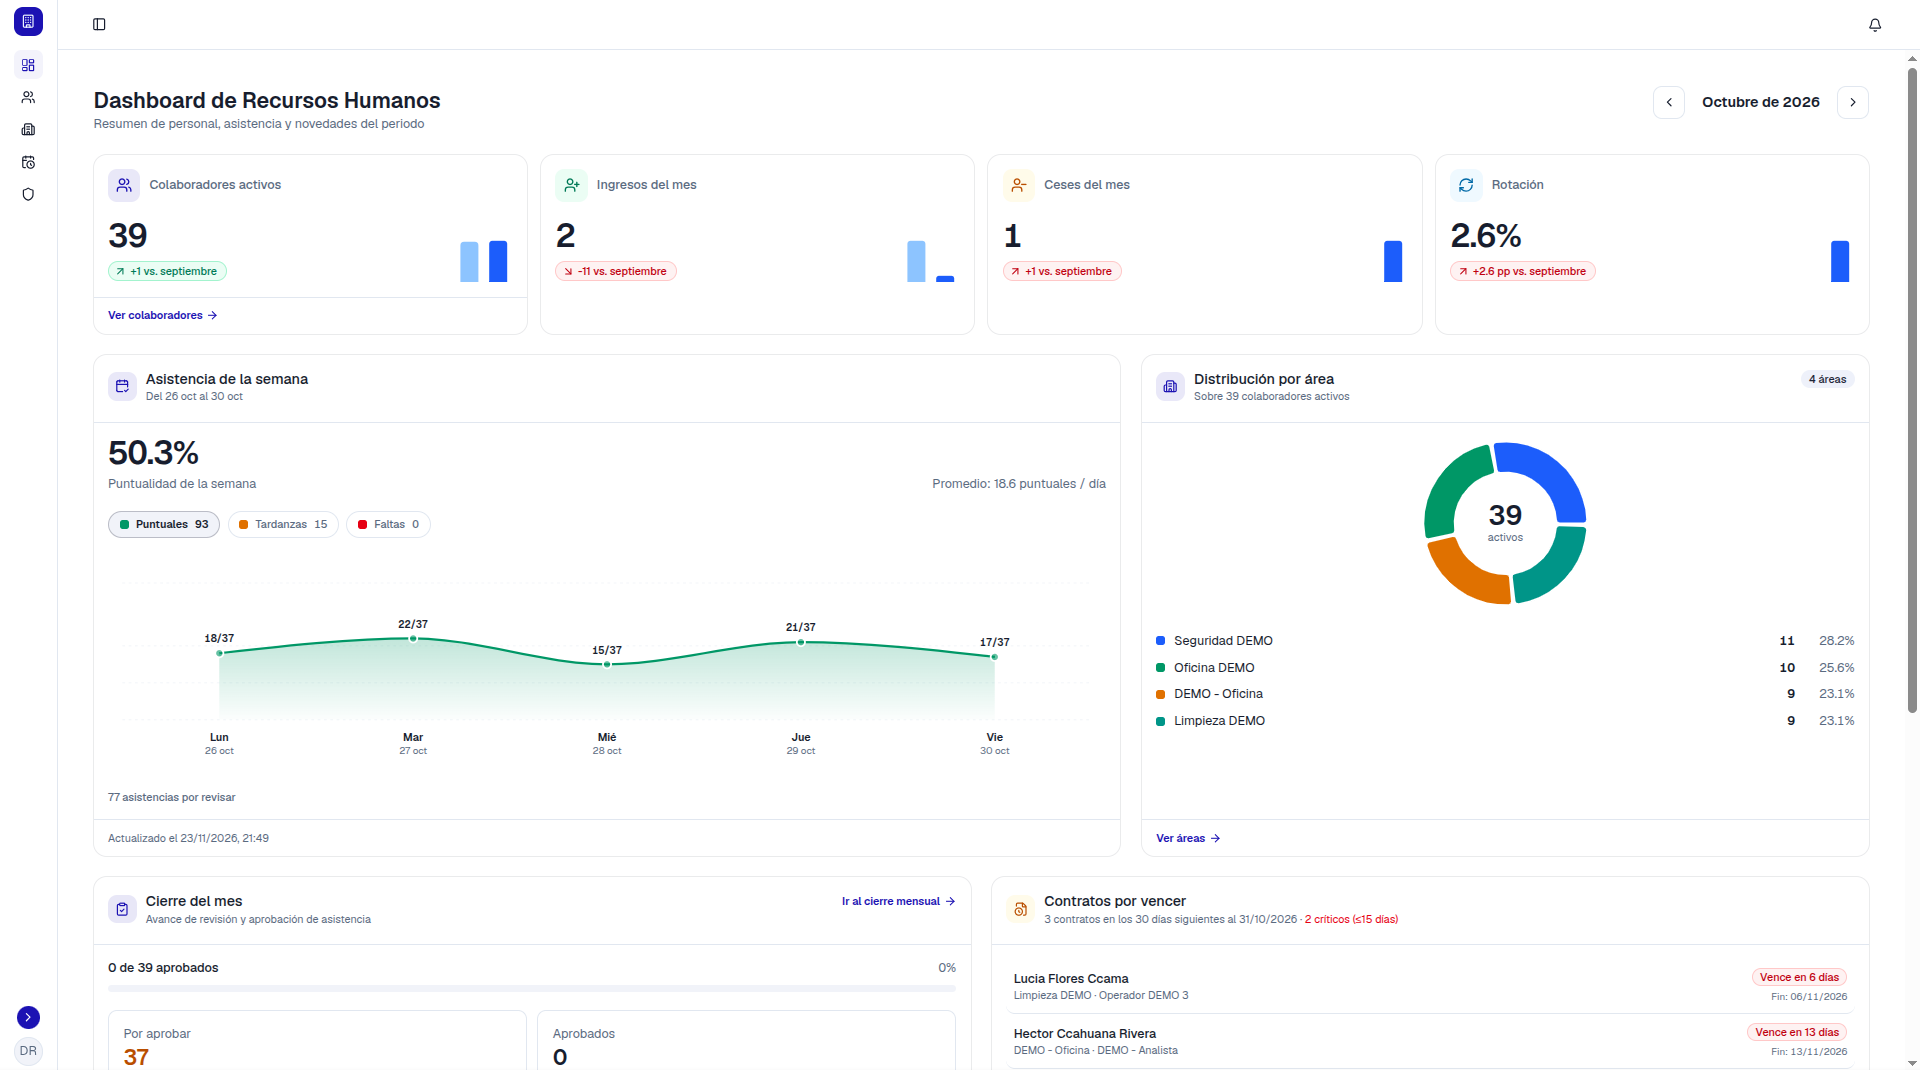 Dashboard de Recursos Humanos
Resumen de personal, asistencia y novedades del periodo
Octubre de 2026
Colaboradores activos
39
+1 vs. septiembre
Ver colaboradores
Ingresos del mes
2
-11 vs. septiembre
Ceses del mes
1
+1 vs. septiembre
Rotación
2.6%
+2.6 pp vs. septiembre
Asistencia de la semana
Del 26 oct al 30 oct
50.3%
Puntualidad de la semana
Promedio: 18.6 puntuales / día
Puntuales 93
Tardanzas 15
Faltas 0
18/37
22/37
15/37
21/37
17/37
Lun
26 oct
Mar
27 oct
Mié
28 oct
Jue
29 oct
Vie
30 oct
77 asistencias por revisar
Actualizado el 23/11/2026, 21:49
Distribución por área
Sobre 39 colaboradores activos
4 áreas
39
activos
Seguridad DEMO 11 28.2%
Oficina DEMO 10 25.6%
DEMO - Oficina 9 23.1%
Limpieza DEMO 9 23.1%
Ver áreas
Cierre del mes
Avance de revisión y aprobación de asistencia
Ir al cierre mensual
0 de 39 aprobados
0%
Por aprobar
37
Aprobados
0
Contratos por vencer
3 contratos en los 30 días siguientes al 31/10/2026 · 2 críticos (≤15 días)
Lucia Flores Ccama
Limpieza DEMO · Operador DEMO 3
Vence en 6 días
Fin: 06/11/2026
Hector Ccahuana Rivera
DEMO - Oficina · DEMO - Analista
Vence en 13 días
Fin: 13/11/2026
DR